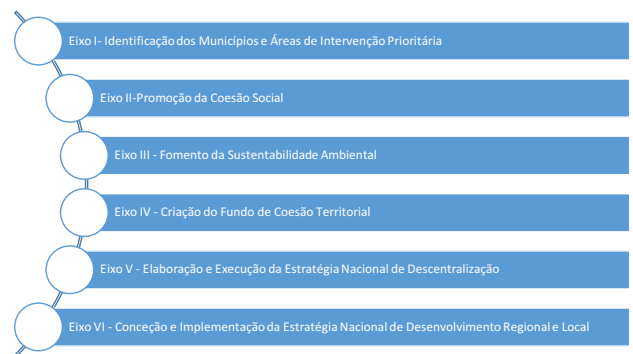 Eixo I- Identificação dos Municípios e Áreas de Intervenção Prioritária
Eixo II-Promoção da Coesão Social
Eixo III - Fomento da Sustentabilidade Ambiental
Eixo IV - Criação do Fundo de Coesão Territorial
Eixo V - Elaboração e Execução da Estratégia Nacional de Descentralização
Eixo VI - Conceção e Implementação da Estratégia Nacional de Desenvolvimento Regional e Local